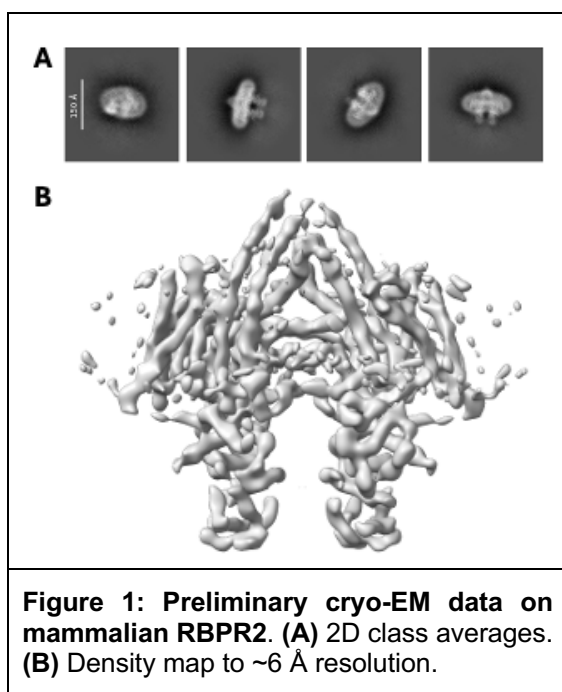 A
150 Å
B
Figure 1: Preliminary cryo-EM data on
mammalian RBPR2. (A) 2D class averages.
(B) Density map to ~6 Å resolution.